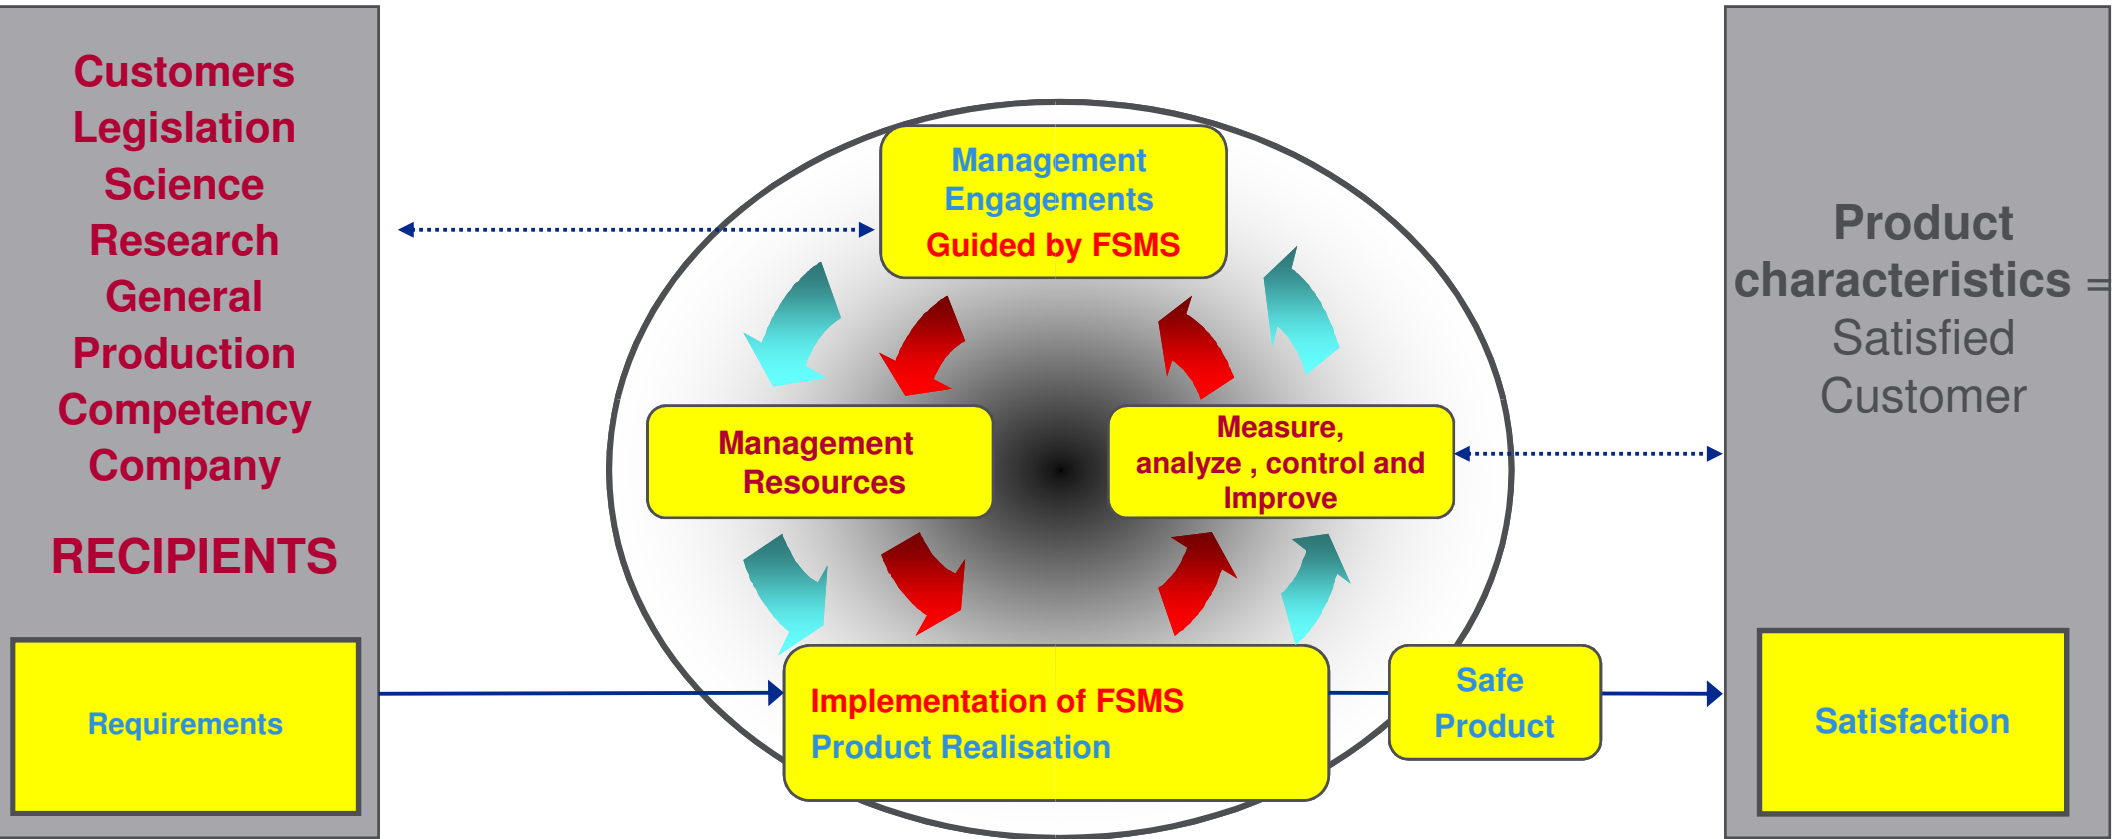 Customers
Legislation
Science
Research
General
Production
Competency
Company
RECIPIENTS
Requirements
Management
Engagements
Guided by FSMS
Management
Resources
Measure,
analyze , control and
Improve
Implementation of FSMS
Product Realisation
Safe
Product
Product
characteristics =
Satisfied
Customer
Satisfaction